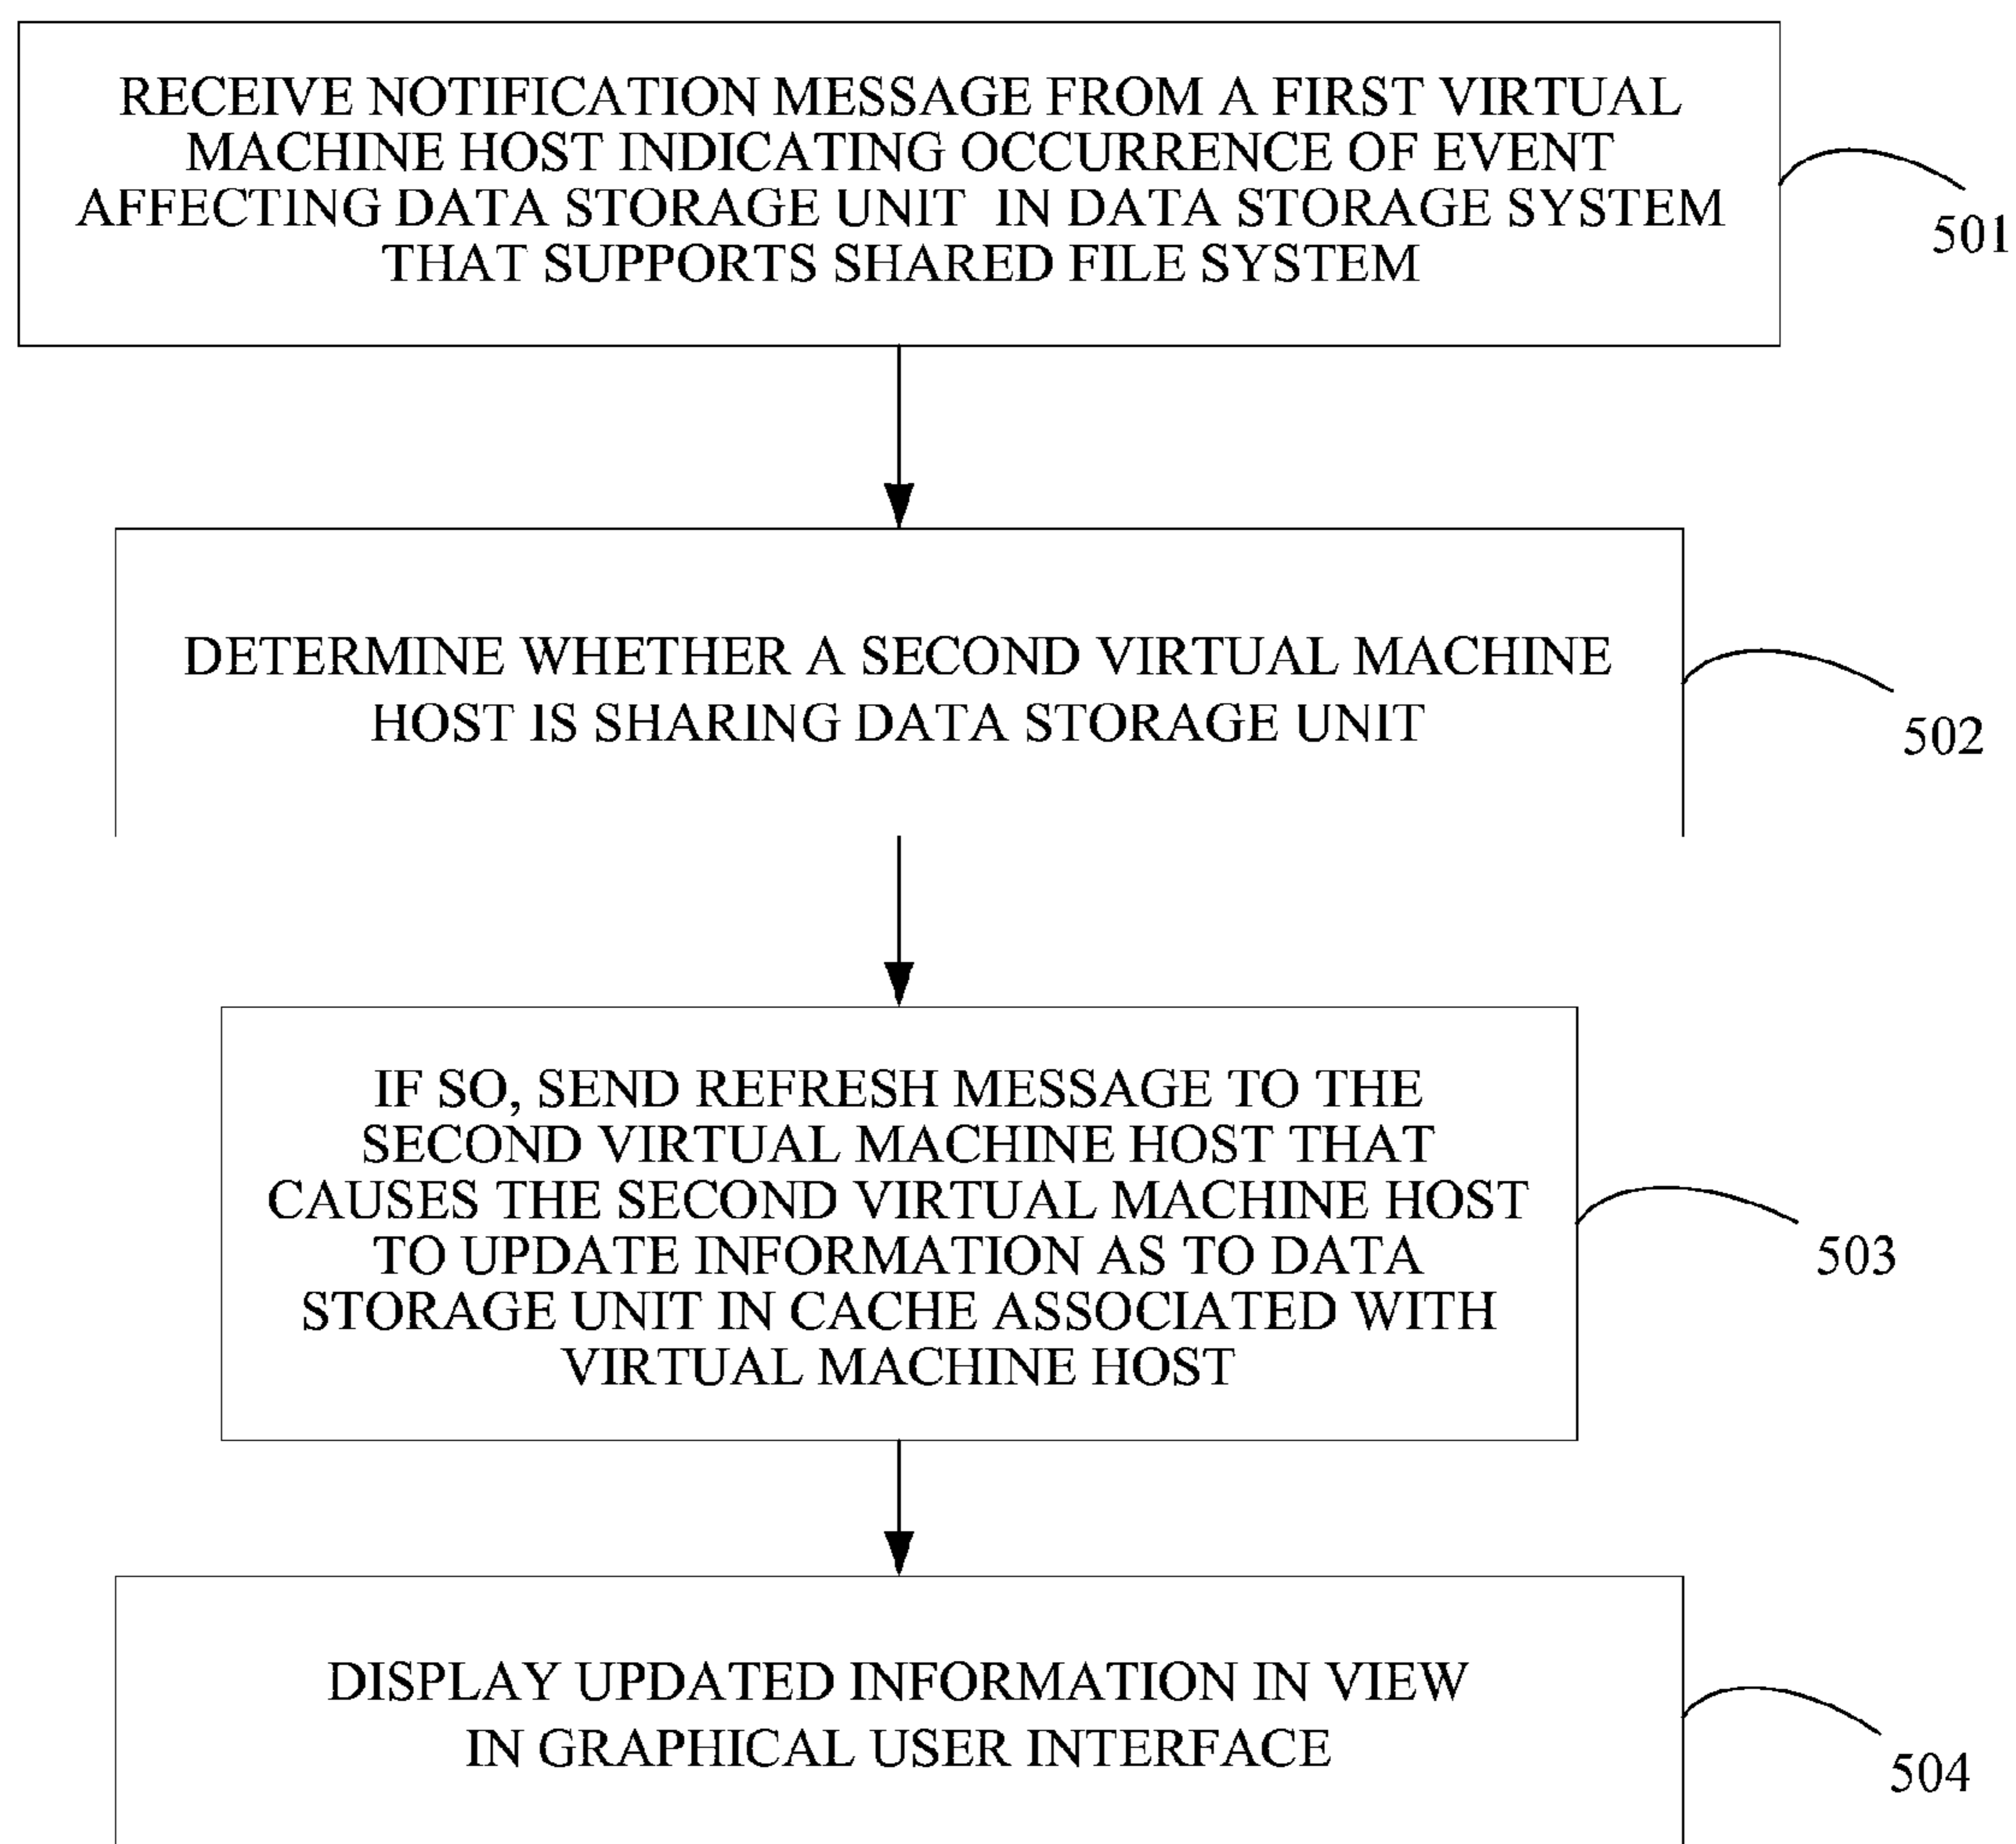 RECEIVE NOTIFICATION MESSAGE FROM A FIRST VIRTUAL
MACHINE HOST INDICATING OCCURRENCE OF EVENT
AFFECTING DATA STORAGE UNIT IN DATA STORAGE SYSTEM
THAT SUPPORTS SHARED FILE SYSTEM
501
DETERMINE WHETHER A SECOND VIRTUAL MACHINE
HOST IS SHARING DATA STORAGE UNIT
502
IF SO, SEND REFRESH MESSAGE TO THE
SECOND VIRTUAL MACHINE HOST THAT
CAUSES THE SECOND VIRTUAL MACHINE HOST
TO UPDATE INFORMATION AS TO DATA
STORAGE UNIT IN CACHE ASSOCIATED WITH
VIRTUAL MACHINE HOST
503
DISPLAY UPDATED INFORMATION IN VIEW
IN GRAPHICAL USER INTERFACE
504